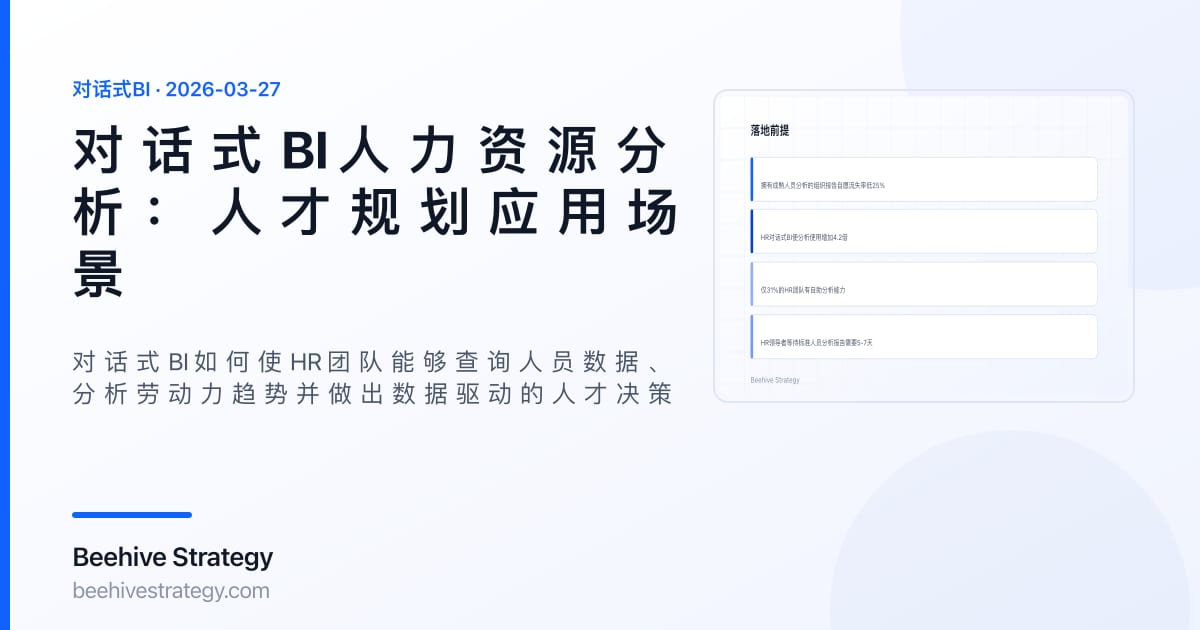 对话式BI · 2026-03-27
对话式BI人力资源分
析：人才规划应用场
景
对话式BI如何使HR团队能够查询人员数据、
分析劳动力趋势并做出数据驱动的人才决策
Beehive Strategy
beehivestrategy.com
落地前提
拥有成熟人员分析的组织报告自愿流失率低25%
HR对话式BI使分析使用增加4.2倍
仅31%的HR团队有自助分析能力
HR领导者等待标准人员分析报告需要5-7天
Beehive Strategy